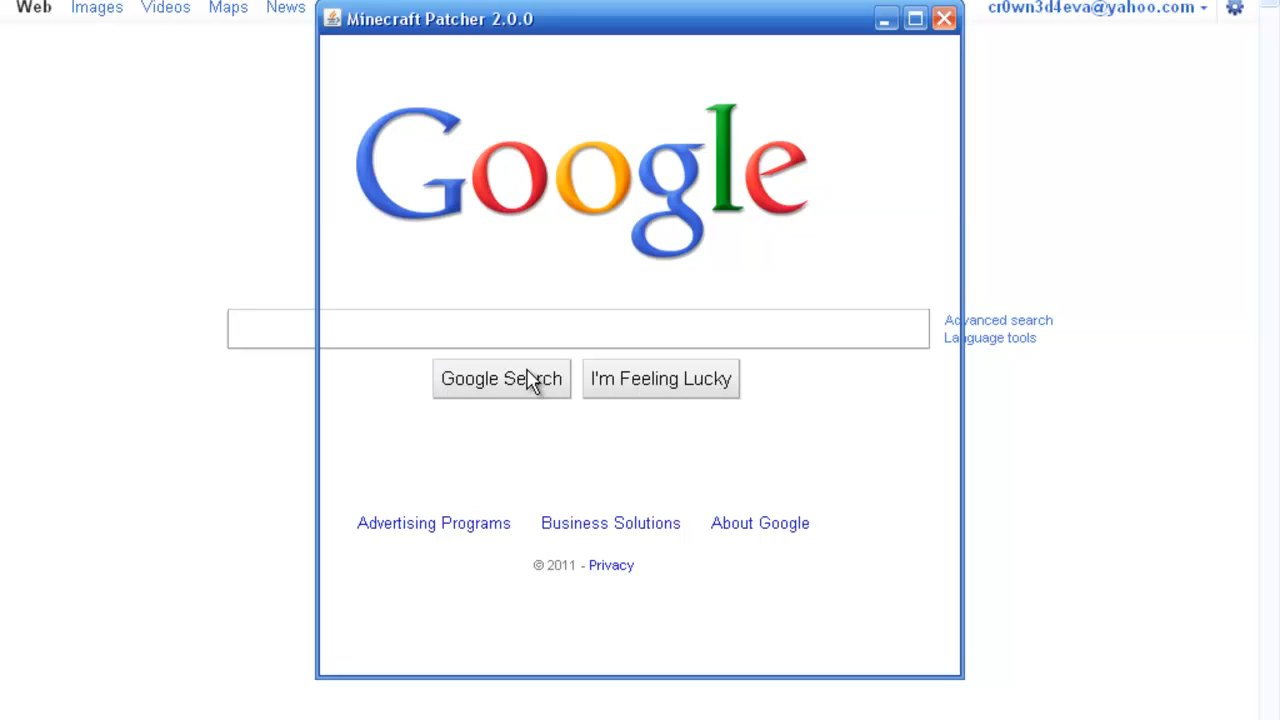 Web Images Videos Maps News cr0wn3d4eva@yahoo.com
Minecraft Patcher 2.0.0
Google
Advanced search
Language tools
Google Search I'm Feeling Lucky
Advertising Programs Business Solutions About Google
© 2011 - Privacy